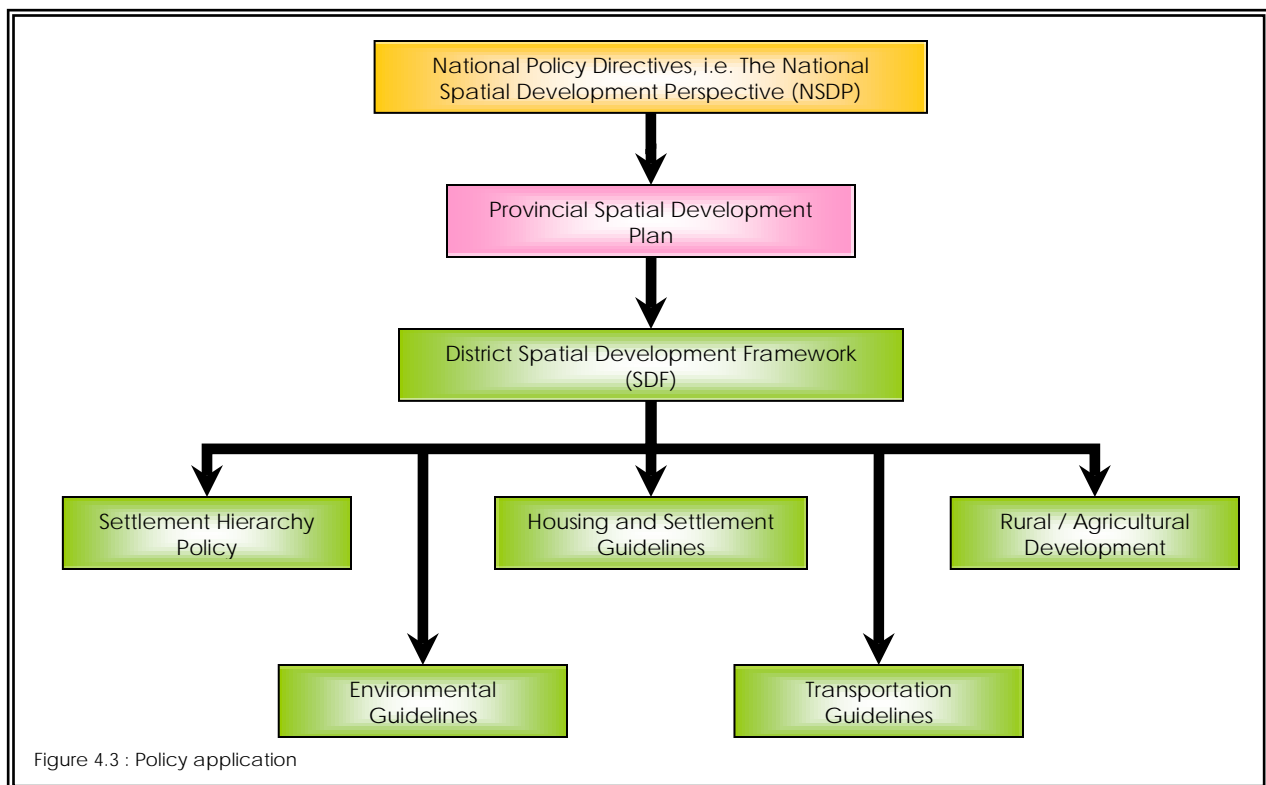 National Policy Directives, i.e. The National
Spatial Development Perspective (NSDP)
Provincial Spatial Development
Plan
District Spatial Development Framework
(SDF)
Settlement Hierarchy
Policy
Housing and Settlement
Guidelines
Rural / Agricultural
Development
Environmental
Guidelines
Transportation
Guidelines
Figure 4.3 : Policy application